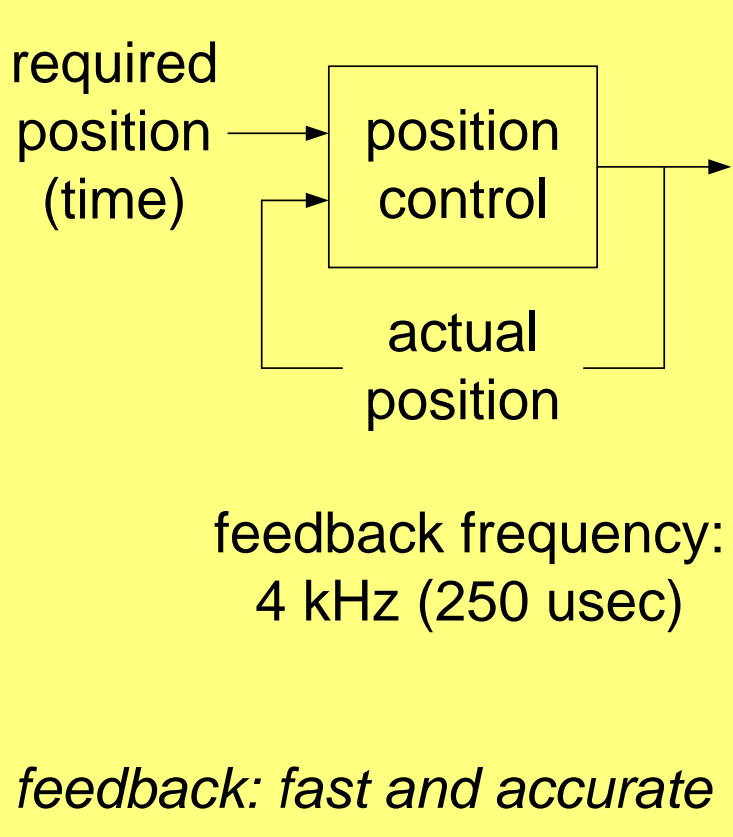 required
position
(time)
position
control
actual
position
feedback frequency:
4 kHz (250 usec)
feedback: fast and accurate